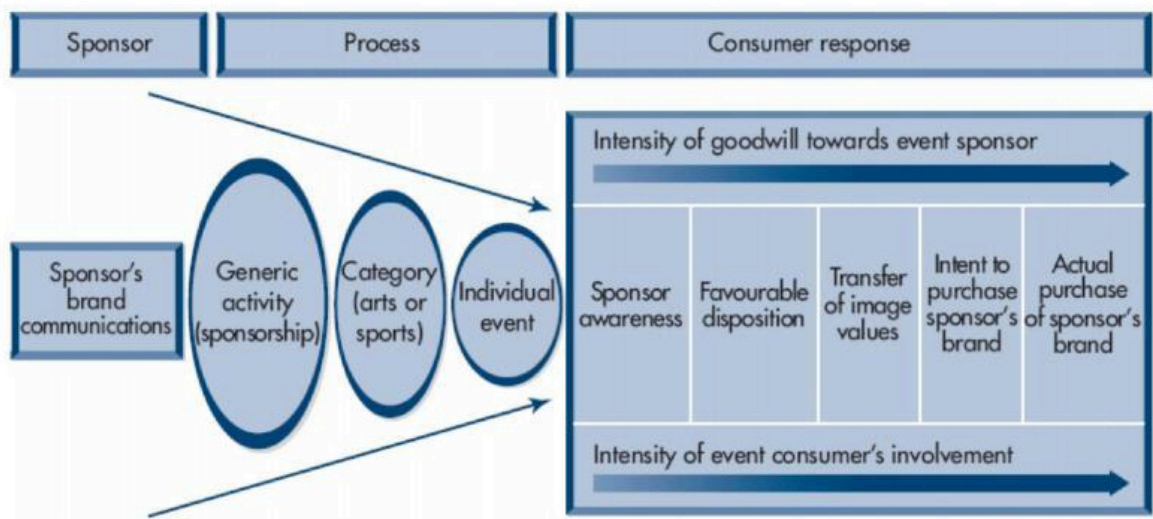 Sponsor
Process
Consumer response
Sponsor's
brand
communications
Generic
activity
(sponsorship)
Category
(arts or
sports)
Individual
event
Intensity of goodwill towards event sponsor
Sponsor
awareness
Favourable
disposition
Transfer
of image
values
Intent to
purchase
sponsor's
brand
Actual
purchase
of sponsor's
brand
Intensity of event consumer's involvement